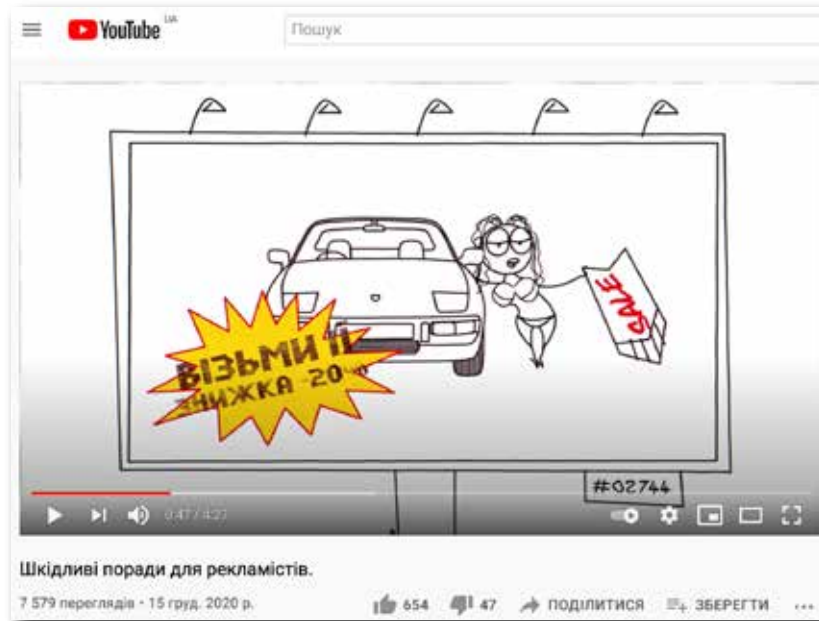 YouTube UA
Пошук
SALE
ВІЗЬМИ ЇЇ
ЗНИЖКА -20%
#02744
0:47 / 4:27
Шкідливі поради для рекламістів.
7 579 переглядів • 15 груд. 2020 р.
654
47
ПОДІЛИТИСЯ
ЗБЕРЕГТИ